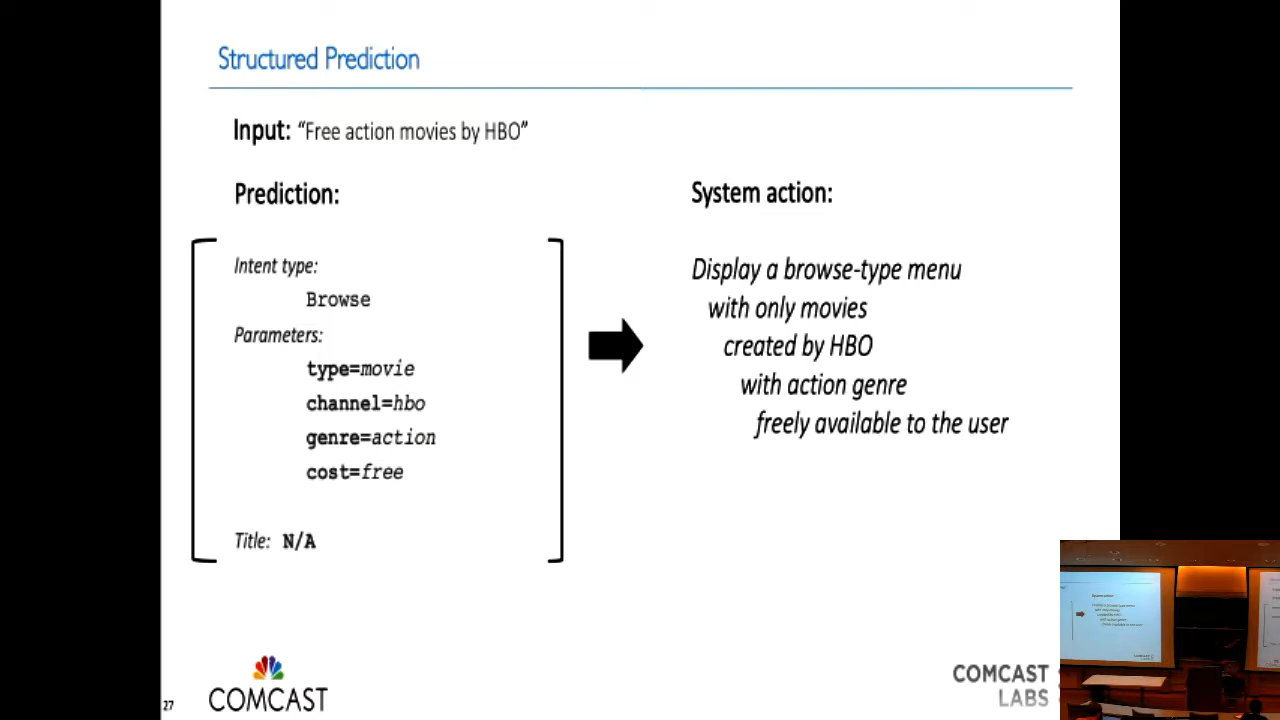 Structured Prediction
Input: “Free action movies by HBO”
Prediction:
Intent type:
Browse
Parameters:
type=movie
channel=hbo
genre=action
cost=free
Title: N/A
System action:
Display a browse-type menu
with only movies
created by HBO
with action genre
freely available to the user
27
COMCAST
COMCAST
LABS